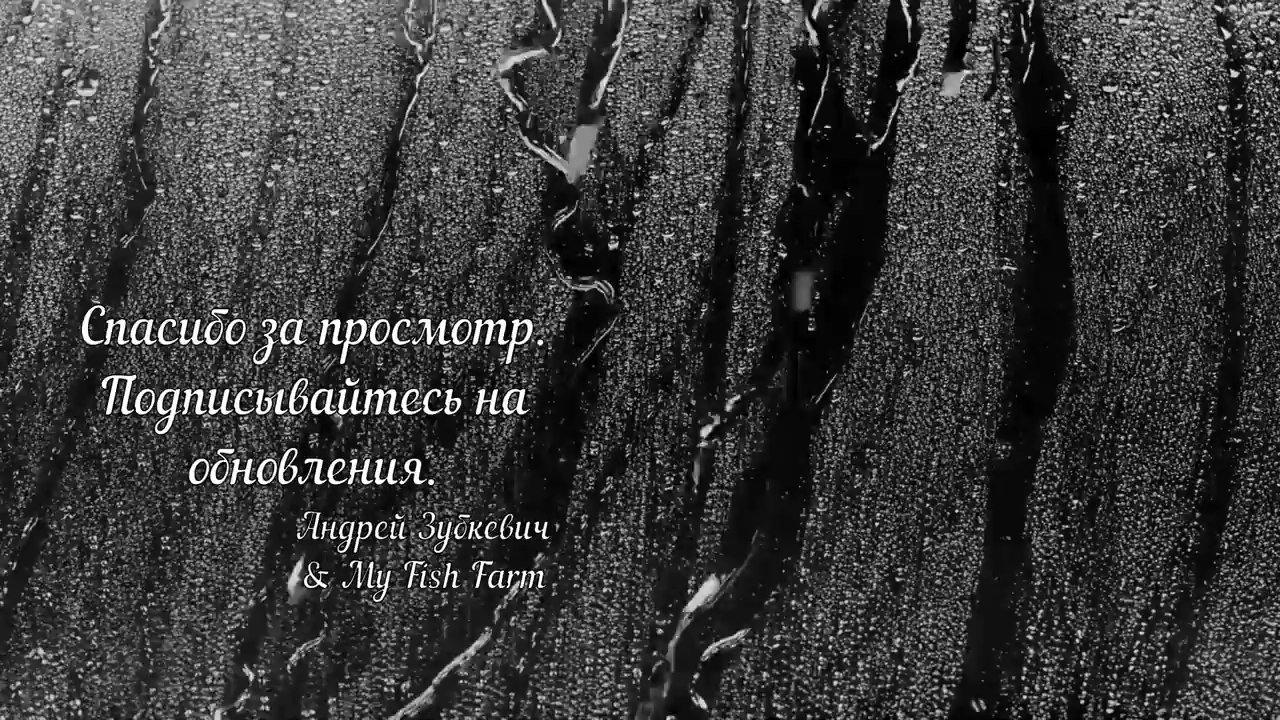 Спасибо за просмотр.
Подписывайтесь на
обновления.
Андрей Зубкевич
& My Fish Farm